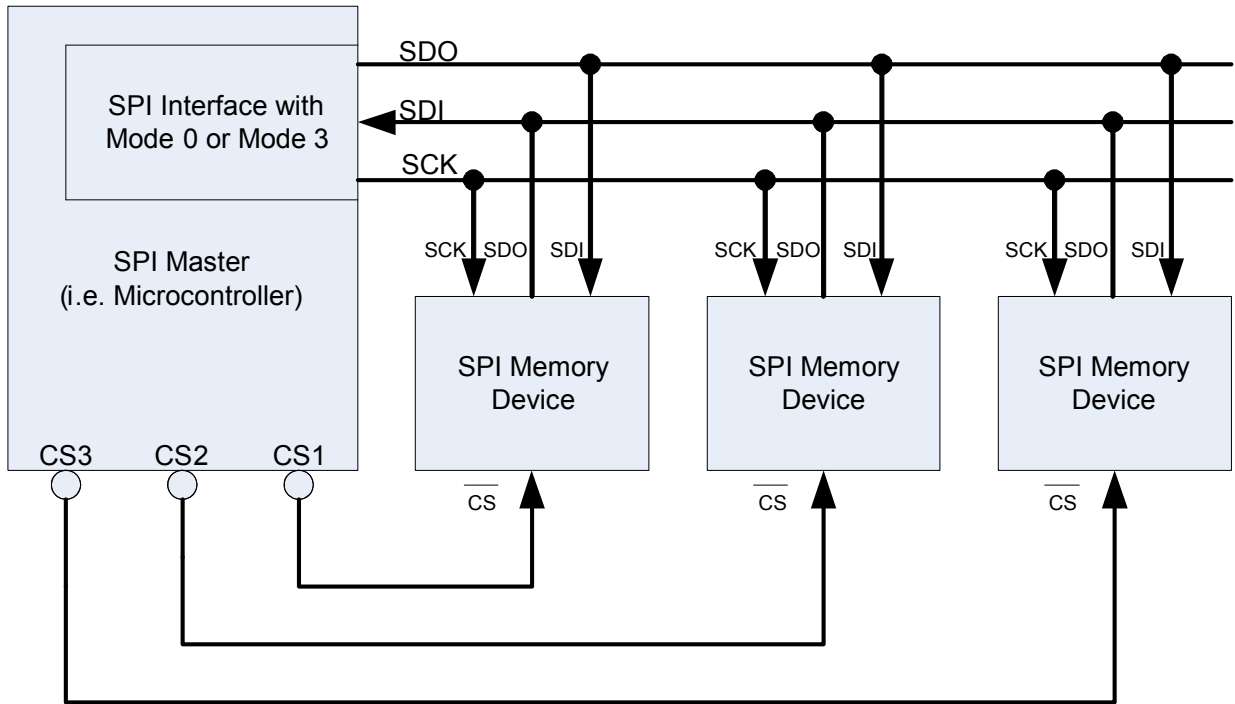 SDO
SPI Interface with
Mode 0 or Mode 3
SDI
SCK
SPI Master
(i.e. Microcontroller)
SCK SDO SDI
SCK SDO SDI
SCK SDO SDI
SPI Memory
Device
SPI Memory
Device
SPI Memory
Device
CS3 CS2 CS1
CS
CS
CS